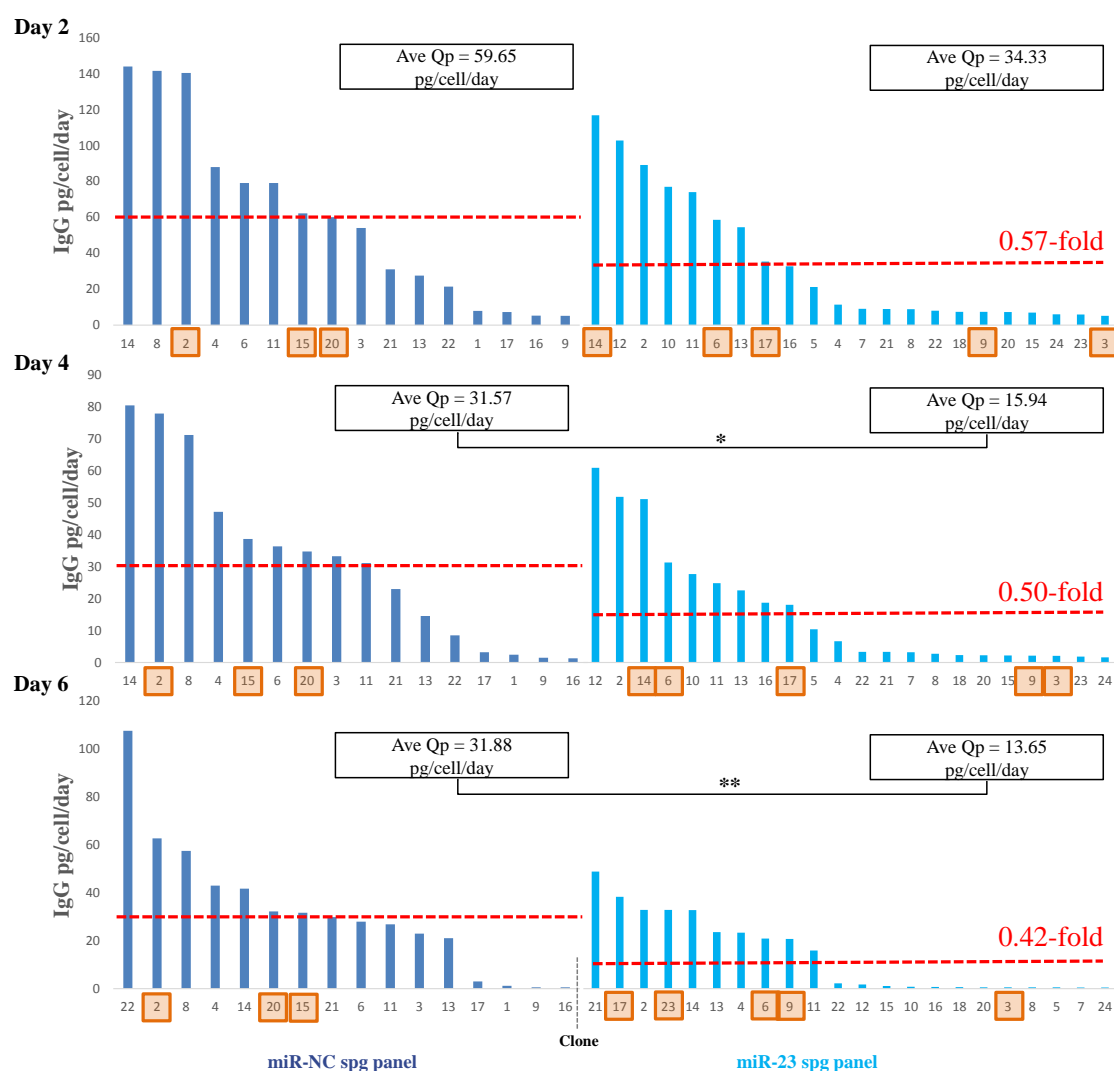 Day 2
160
140
120
100
80
60
40
20
0
IgG pg/cell/day
Ave Qp = 59.65
pg/cell/day
Ave Qp = 34.33
pg/cell/day
0.57-fold
14 8 2 4 6 11 15 20 3 21 13 22 1 17 16 9 14 12 2 10 11 6 13 17 16 5 4 7 21 8 22 18 9 20 15 24 23 3
Day 4
90
80
70
60
50
40
30
20
10
0
IgG pg/cell/day
Ave Qp = 31.57
pg/cell/day
Ave Qp = 15.94
pg/cell/day
*
0.50-fold
14 2 8 4 15 6 20 3 11 21 13 22 17 1 9 16 12 2 14 6 10 11 13 16 17 5 4 22 21 7 8 18 20 15 9 3 23 24
Day 6
120
100
80
60
40
20
0
IgG pg/cell/day
Ave Qp = 31.88
pg/cell/day
Ave Qp = 13.65
pg/cell/day
**
0.42-fold
22 2 8 4 14 20 15 21 6 11 3 13 17 1 9 16 21 17 2 23 14 13 4 6 9 11 22 12 15 10 16 18 20 3 8 5 7 24
Clone
miR-NC spg panel
miR-23 spg panel